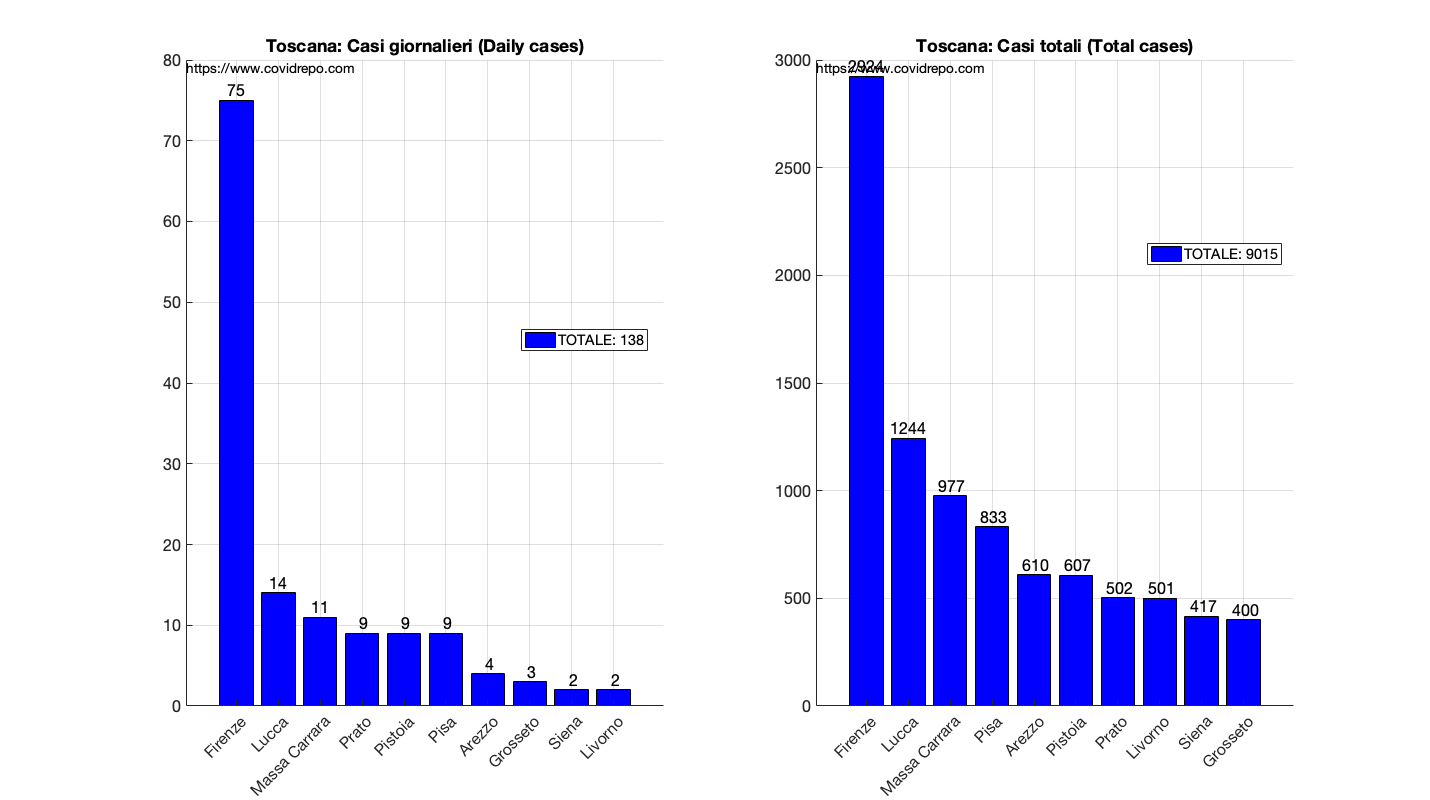 Toscana: Casi giornalieri (Daily cases)
https://www.covidrepo.com
80
70
60
50
40
30
20
10
0
75
14
11
9
9
9
4
3
2
2
TOTALE: 138
Firenze
Lucca
Massa Carrara
Prato
Pistoia
Pisa
Arezzo
Grosseto
Siena
Livorno
Toscana: Casi totali (Total cases)
https://www.covidrepo.com
3000
2500
2000
1500
1000
500
0
2924
1244
977
833
610
607
502
501
417
400
TOTALE: 9015
Firenze
Lucca
Massa Carrara
Pisa
Arezzo
Pistoia
Prato
Livorno
Siena
Grosseto